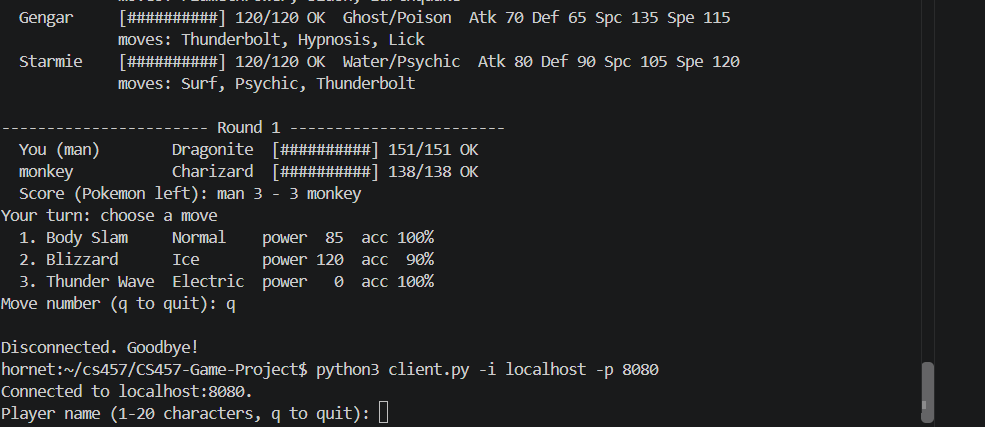 Gengar [##########] 120/120 OK Ghost/Poison Atk 70 Def 65 Spc 135 Spe 115
moves: Thunderbolt, Hypnosis, Lick
Starmie [##########] 120/120 OK Water/Psychic Atk 80 Def 90 Spc 105 Spe 120
moves: Surf, Psychic, Thunderbolt
----------------------- Round 1 ------------------------
You (man) Dragonite [##########] 151/151 OK
monkey Charizard [##########] 138/138 OK
Score (Pokemon left): man 3 - 3 monkey
Your turn: choose a move
1. Body Slam Normal power 85 acc 100%
2. Blizzard Ice power 120 acc 90%
3. Thunder Wave Electric power 0 acc 100%
Move number (q to quit): q
Disconnected. Goodbye!
hornet:~/cs457/CS457-Game-Project$ python3 client.py -i localhost -p 8080
Connected to localhost:8080.
Player name (1-20 characters, q to quit):